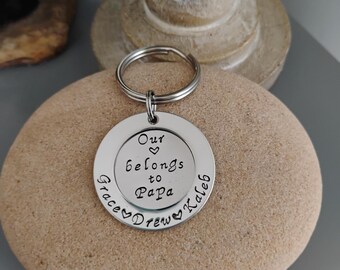 Our
♥
belongs
to
Papa
Grace♥Drew♥Kaleb